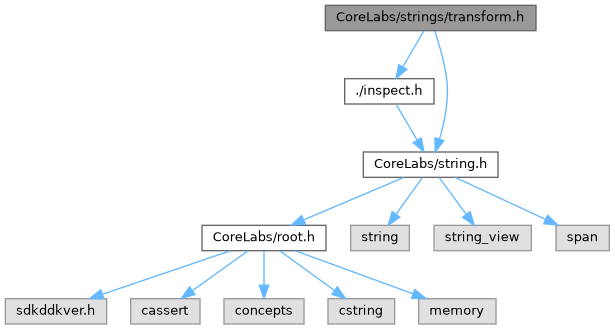 CoreLabs/strings/transform.h
./inspect.h
CoreLabs/string.h
CoreLabs/root.h
string
string_view
span
sdkddkver.h
cassert
concepts
cstring
memory